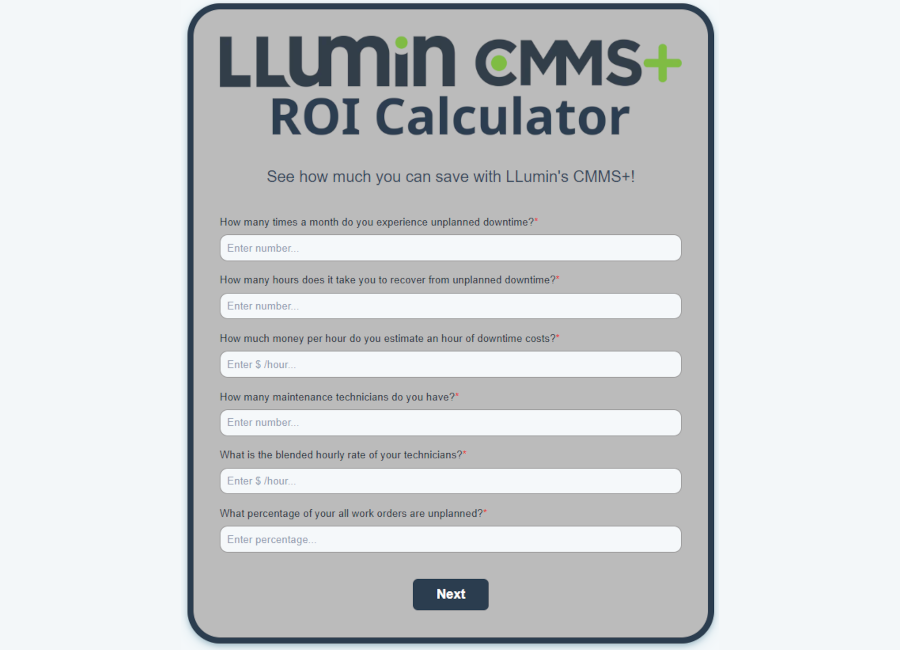 LLumin CMMS+
ROI Calculator
See how much you can save with LLumin's CMMS+!
How many times a month do you experience unplanned downtime?*
Enter number...
How many hours does it take you to recover from unplanned downtime?*
Enter number...
How much money per hour do you estimate an hour of downtime costs?*
Enter $ /hour...
How many maintenance technicians do you have?*
Enter number...
What is the blended hourly rate of your technicians?*
Enter $ /hour...
What percentage of your all work orders are unplanned?*
Enter percentage...
Next